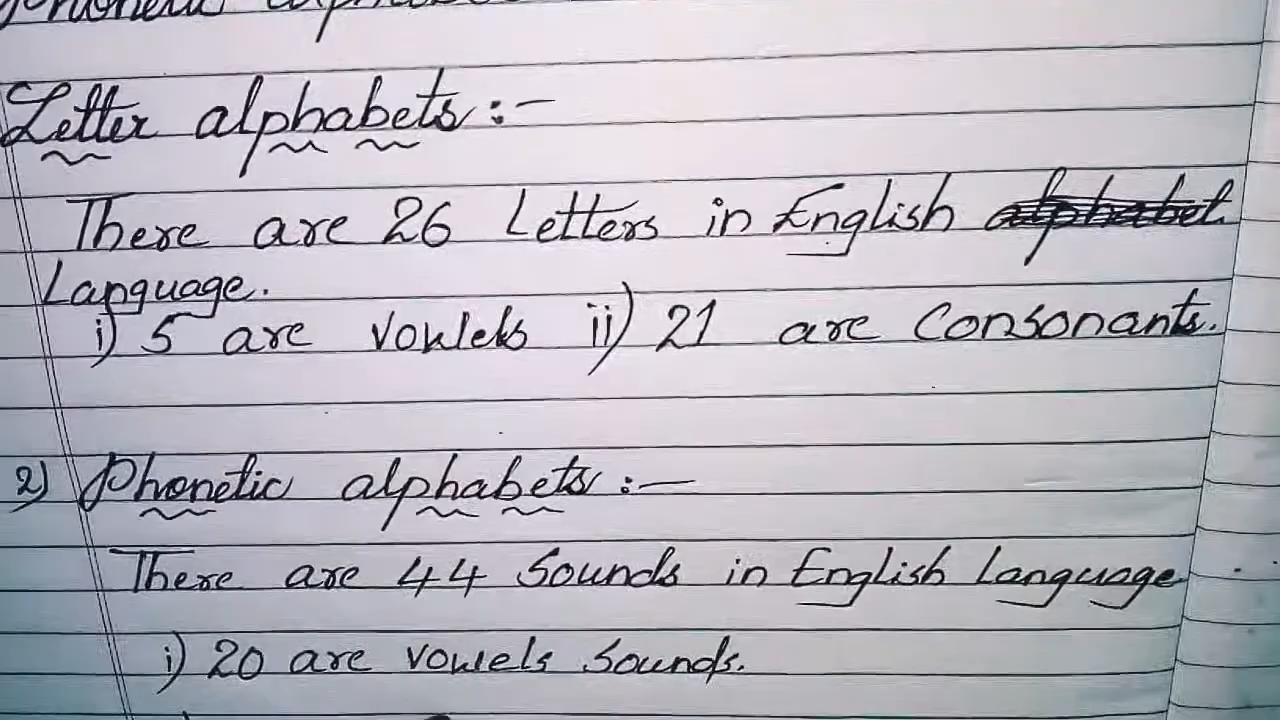 Phonetic
Letter alphabets :-
There are 26 Letters in English alphabet
Language.
i) 5 are vowels ii) 21 are Consonants.
2) Phonetic alphabets :-
There are 44 Sounds in English Language
i) 20 are vowels sounds.